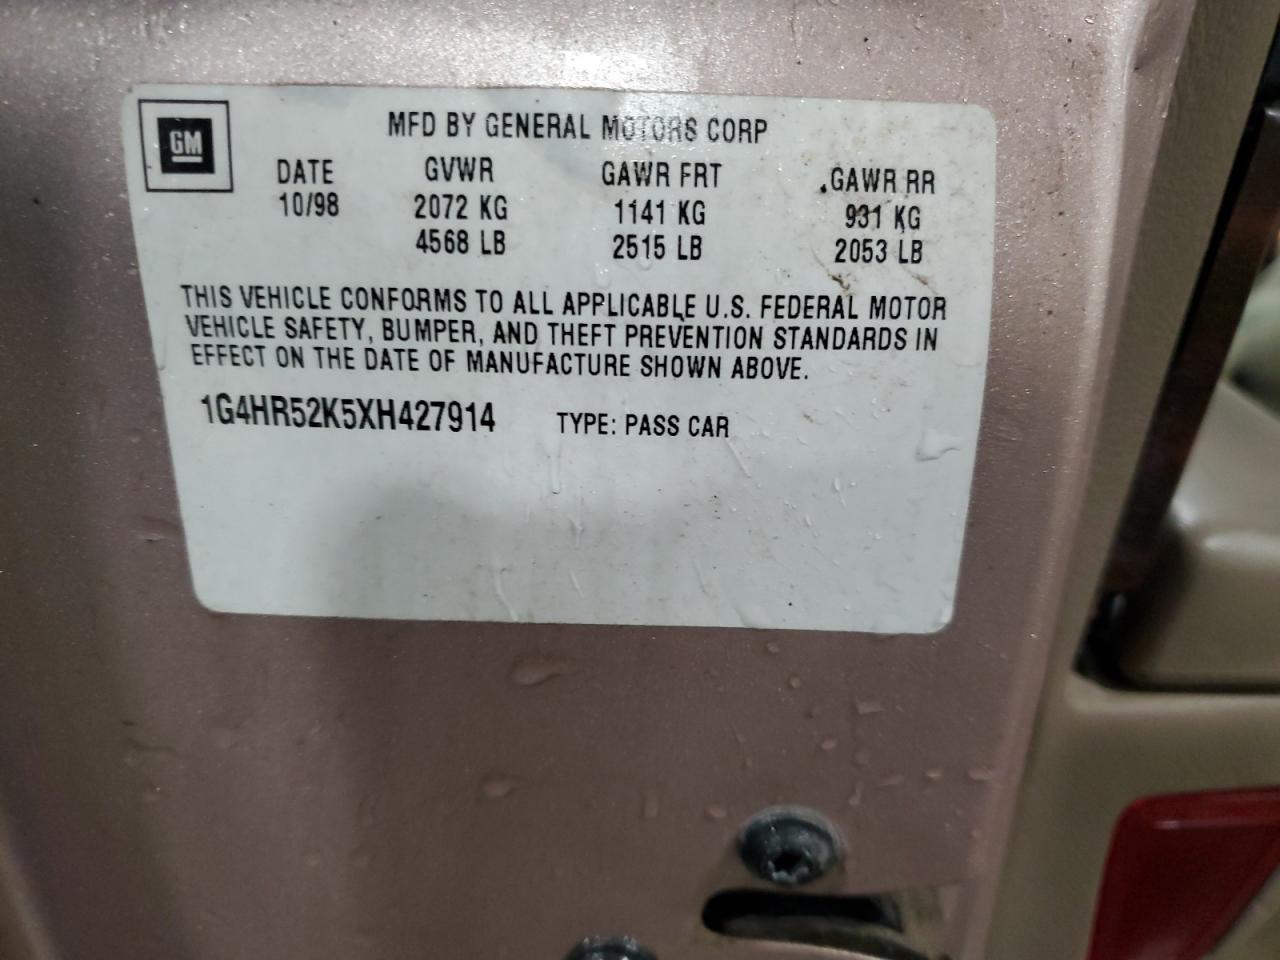 GM
MFD BY GENERAL MOTORS CORP
DATE GVWR GAWR FRT GAWR RR
10/98 2072 KG 1141 KG 931 KG
4568 LB 2515 LB 2053 LB
THIS VEHICLE CONFORMS TO ALL APPLICABLE U.S. FEDERAL MOTOR
VEHICLE SAFETY, BUMPER, AND THEFT PREVENTION STANDARDS IN
EFFECT ON THE DATE OF MANUFACTURE SHOWN ABOVE.
1G4HR52K5XH427914 TYPE: PASS CAR